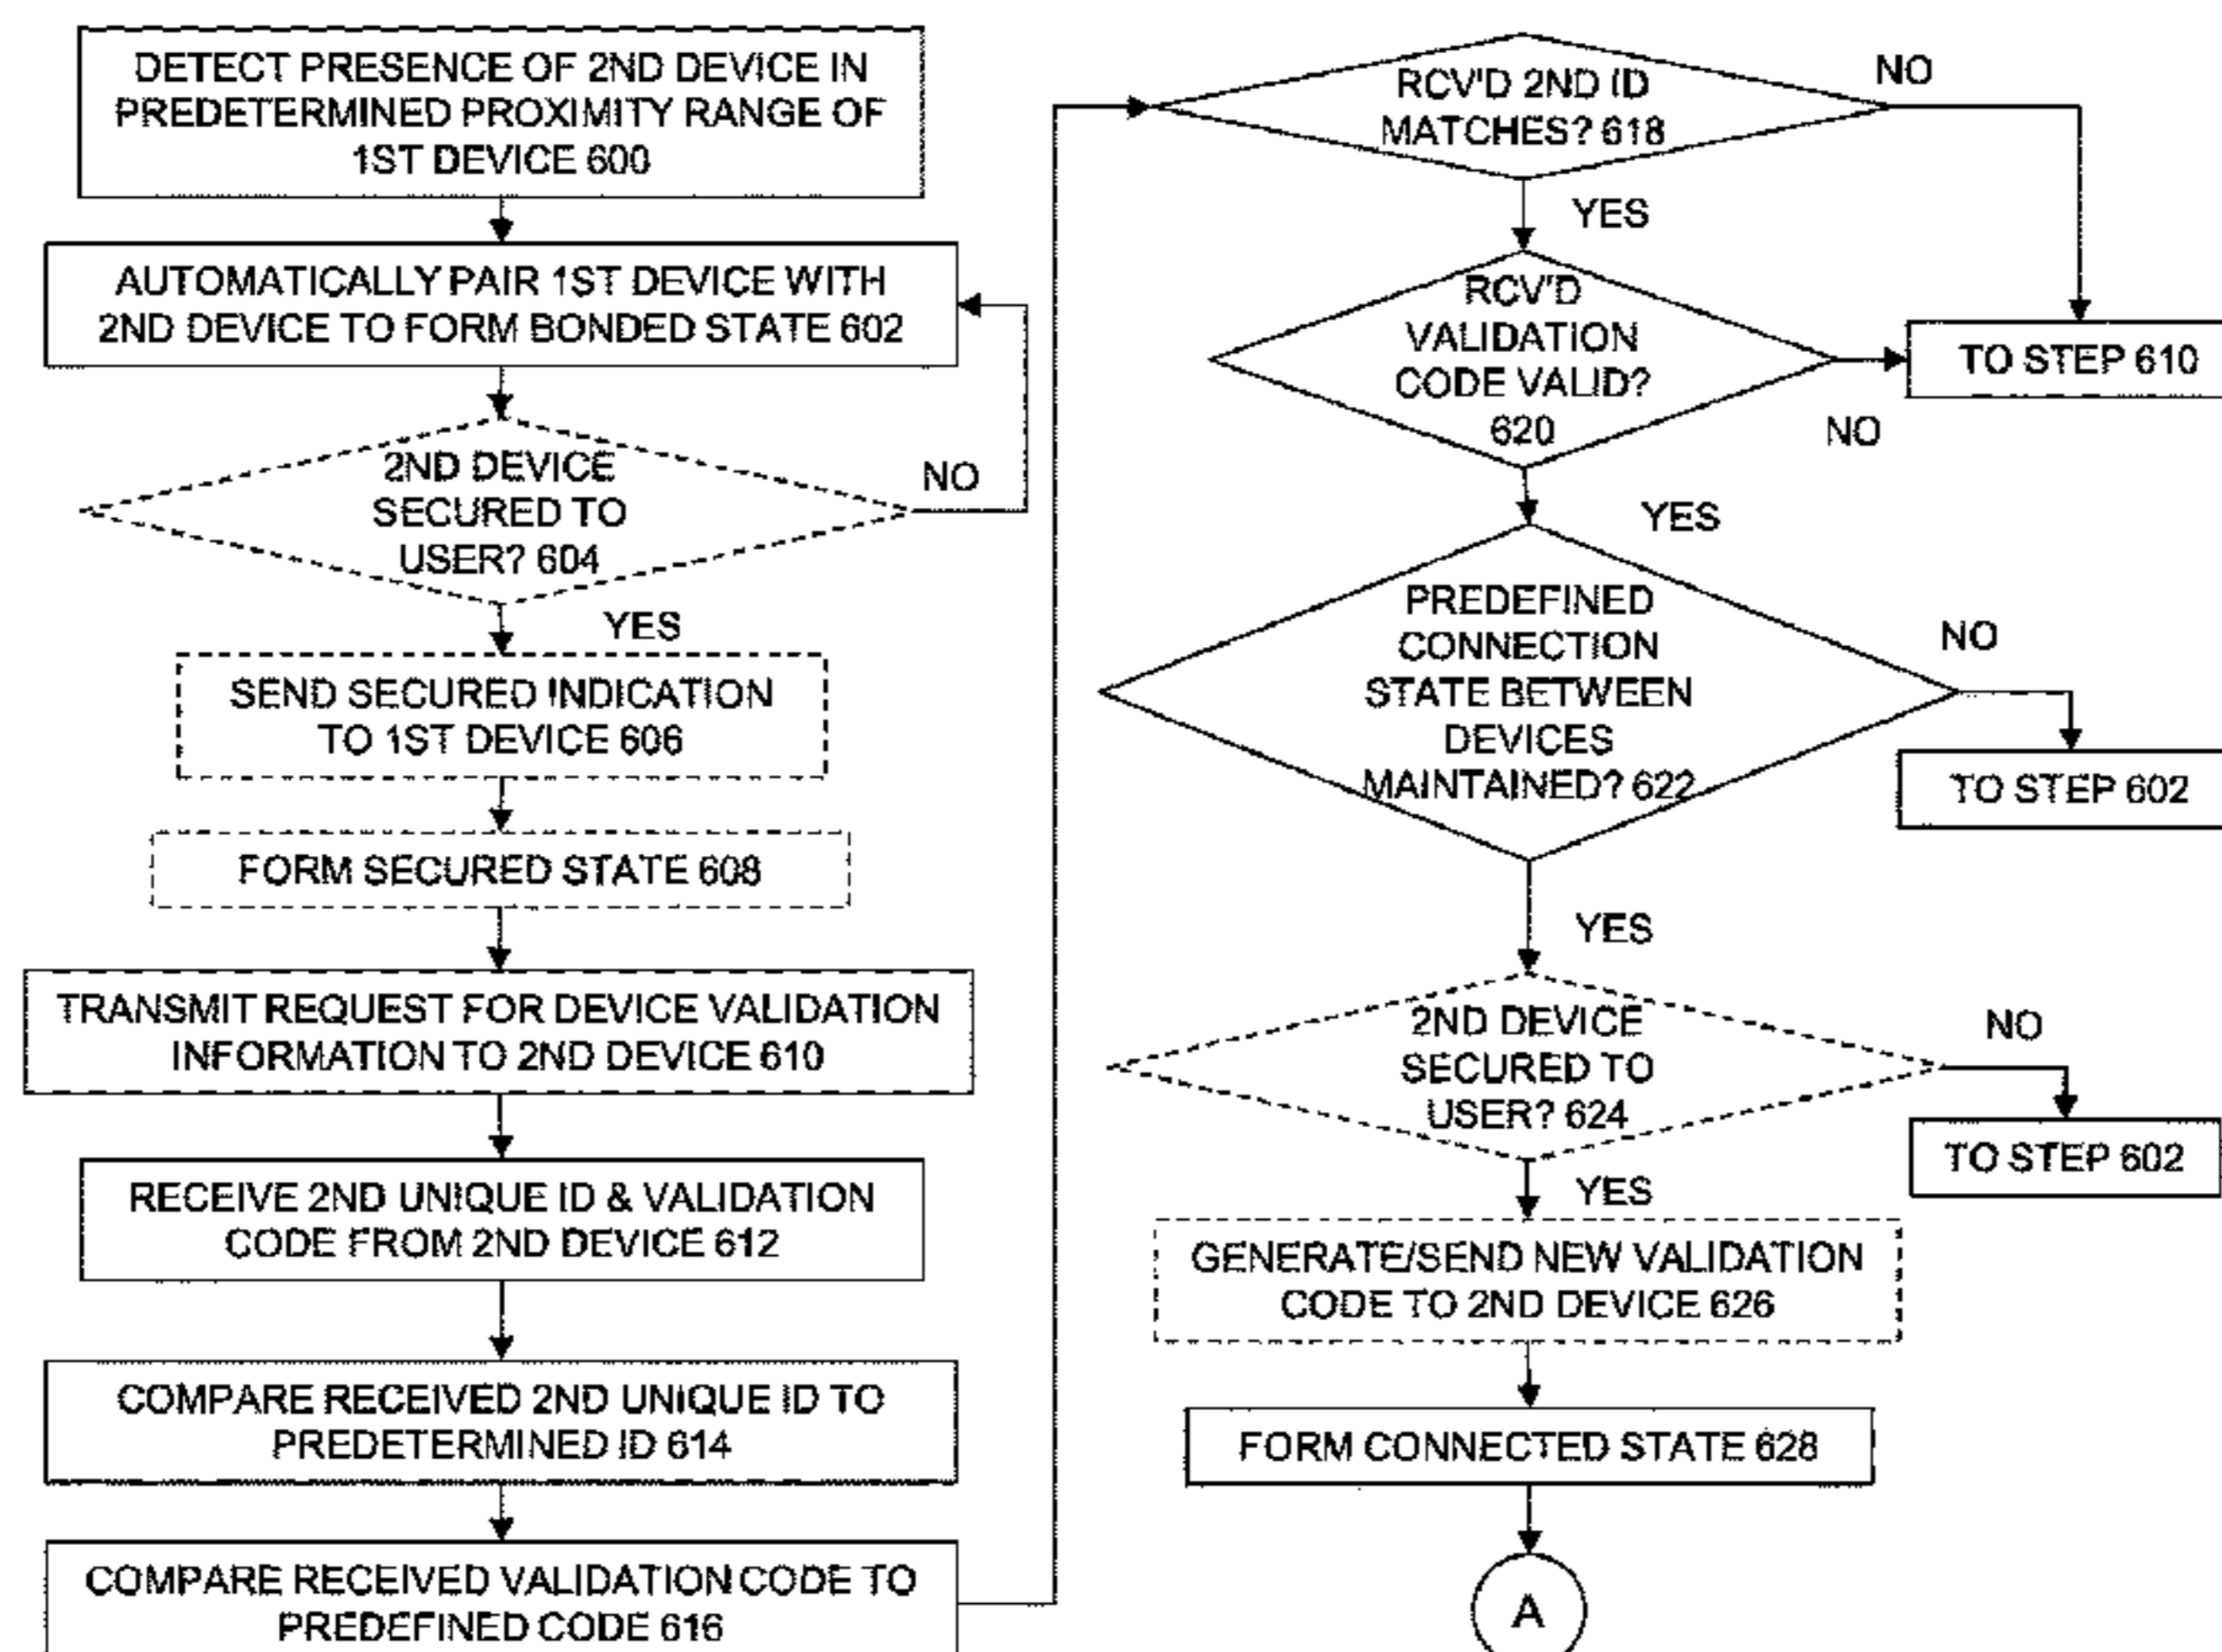 DETECT PRESENCE OF 2ND DEVICE IN
PREDETERMINED PROXIMITY RANGE OF
1ST DEVICE 600
AUTOMATICALLY PAIR 1ST DEVICE WITH
2ND DEVICE TO FORM BONDED STATE 602
2ND DEVICE
SECURED TO
USER? 604
NO
YES
SEND SECURED INDICATION
TO 1ST DEVICE 606
FORM SECURED STATE 608
TRANSMIT REQUEST FOR DEVICE VALIDATION
INFORMATION TO 2ND DEVICE 610
RECEIVE 2ND UNIQUE ID & VALIDATION
CODE FROM 2ND DEVICE 612
COMPARE RECEIVED 2ND UNIQUE ID TO
PREDETERMINED ID 614
COMPARE RECEIVED VALIDATION CODE TO
PREDEFINED CODE 616
RCV'D 2ND ID
MATCHES? 618
NO
YES
RCV'D
VALIDATION
CODE VALID?
620
NO
TO STEP 610
YES
PREDEFINED
CONNECTION
STATE BETWEEN
DEVICES
MAINTAINED? 622
NO
TO STEP 602
YES
2ND DEVICE
SECURED TO
USER? 624
NO
TO STEP 602
YES
GENERATE/SEND NEW VALIDATION
CODE TO 2ND DEVICE 626
FORM CONNECTED STATE 628
A